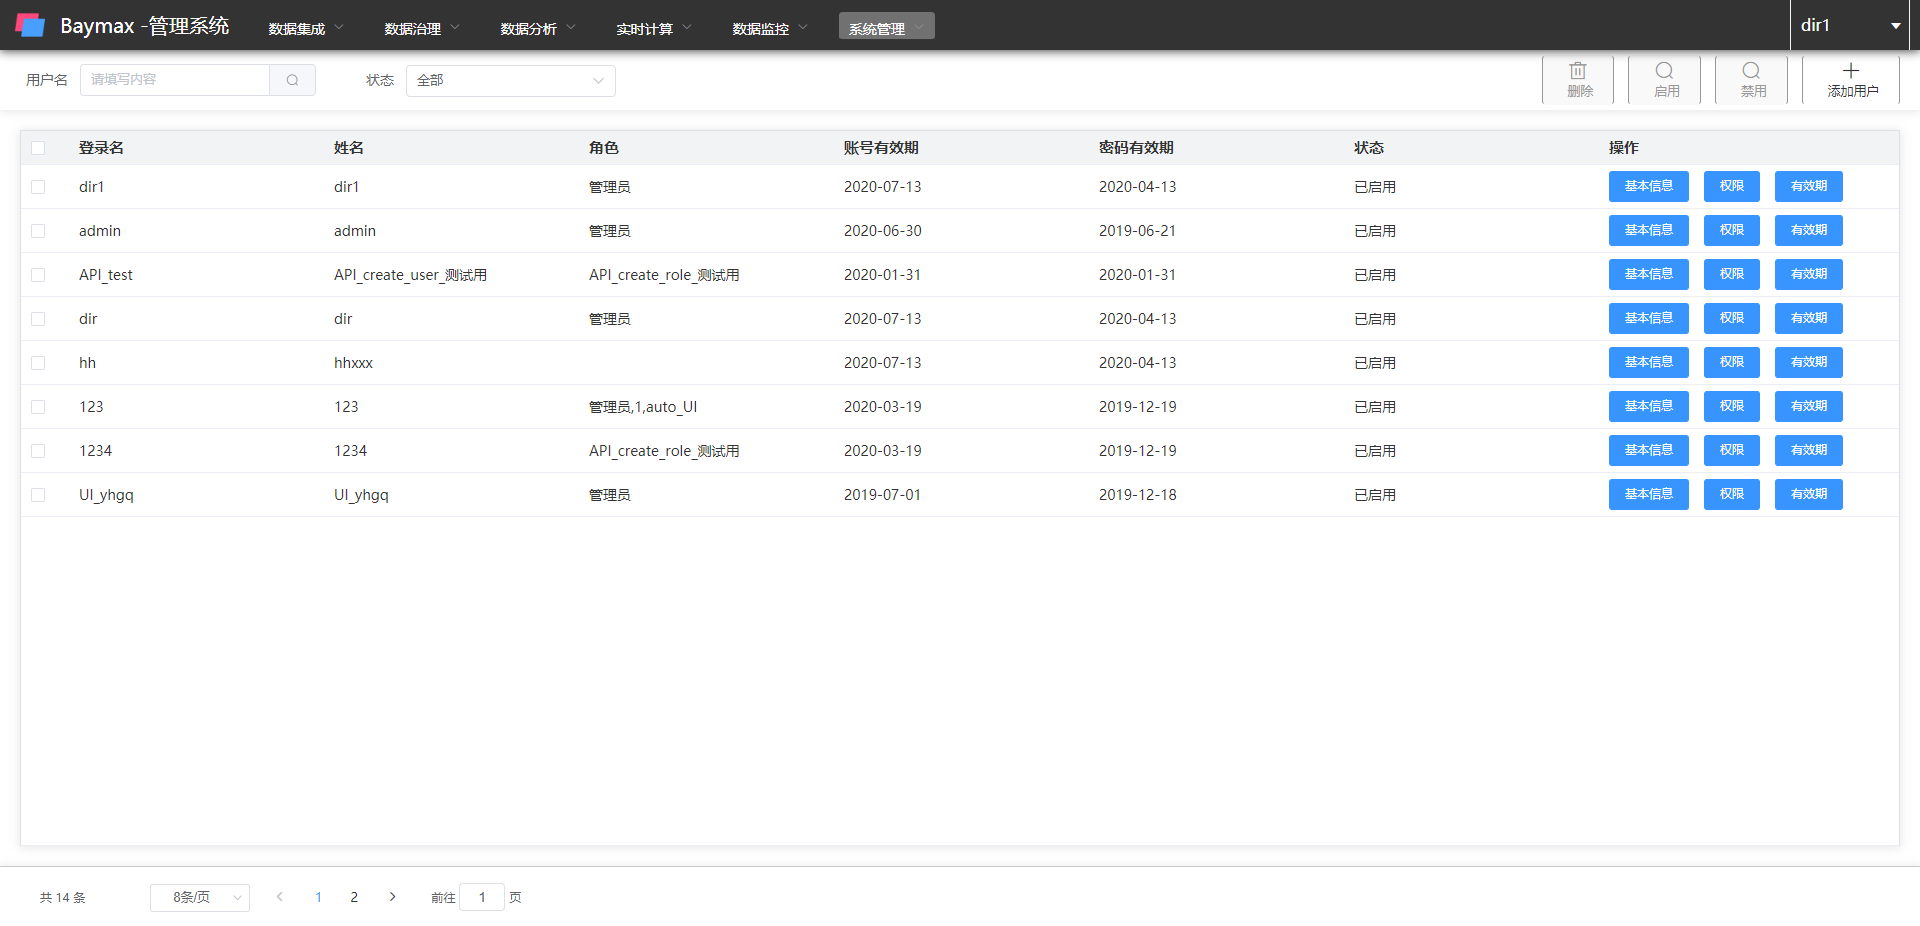 Baymax -管理系统 数据集成 数据治理 数据分析 实时计算 数据监控 系统管理 dir1
用户名 请填写内容 状态 全部 删除 启用 禁用 添加用户
登录名 姓名 角色 账号有效期 密码有效期 状态 操作
dir1 dir1 管理员 2020-07-13 2020-04-13 已启用 基本信息 权限 有效期
admin admin 管理员 2020-06-30 2019-06-21 已启用 基本信息 权限 有效期
API_test API_create_user_测试用 API_create_role_测试用 2020-01-31 2020-01-31 已启用 基本信息 权限 有效期
dir dir 管理员 2020-07-13 2020-04-13 已启用 基本信息 权限 有效期
hh hhxxx 2020-07-13 2020-04-13 已启用 基本信息 权限 有效期
123 123 管理员,1,auto_UI 2020-03-19 2019-12-19 已启用 基本信息 权限 有效期
1234 1234 API_create_role_测试用 2020-03-19 2019-12-19 已启用 基本信息 权限 有效期
UI_yhgq UI_yhgq 管理员 2019-07-01 2019-12-18 已启用 基本信息 权限 有效期
共 14 条 8条/页 1 2 前往 1 页